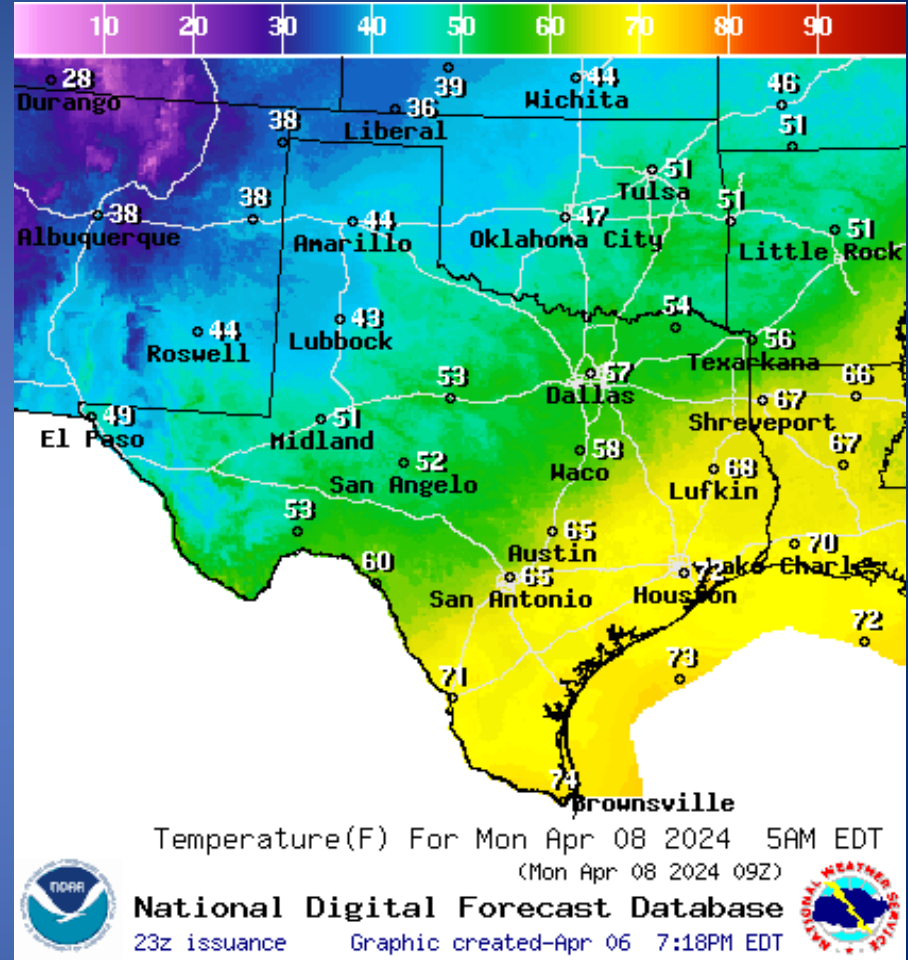 10 20 30 40 50 60 70 80 90
28
Durango
39
44
Wichita
46
36
Liberal
38
51
51
Tulsa
38
38
Albuquerque
44
Amarillo
47
Oklahoma City
51
51
Little Rock
44
Roswell
43
Lubbock
54
56
Texarkana
53
57
Dallas
66
67
Shreveport
49
El Paso
51
Midland
52
San Angelo
58
Waco
68
Lufkin
67
53
65
Austin
70
Lake Charles
60
65
San Antonio
72
Houston
72
71
73
74
Brownsville
Temperature(F) For Mon Apr 08 2024 5AM EDT
(Mon Apr 08 2024 09Z)
National Digital Forecast Database
23z issuance Graphic created-Apr 06 7:18PM EDT
NOAA
NATIONAL WEATHER SERVICE